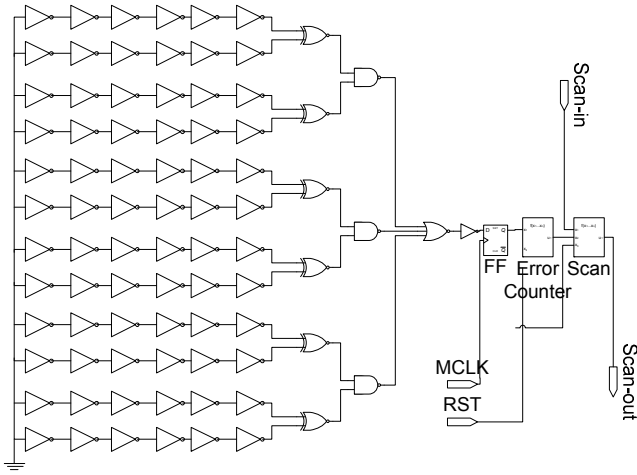 Scan-in
D
Q
FF
Error
Counter
Scan
MCLK
RST
Scan-out